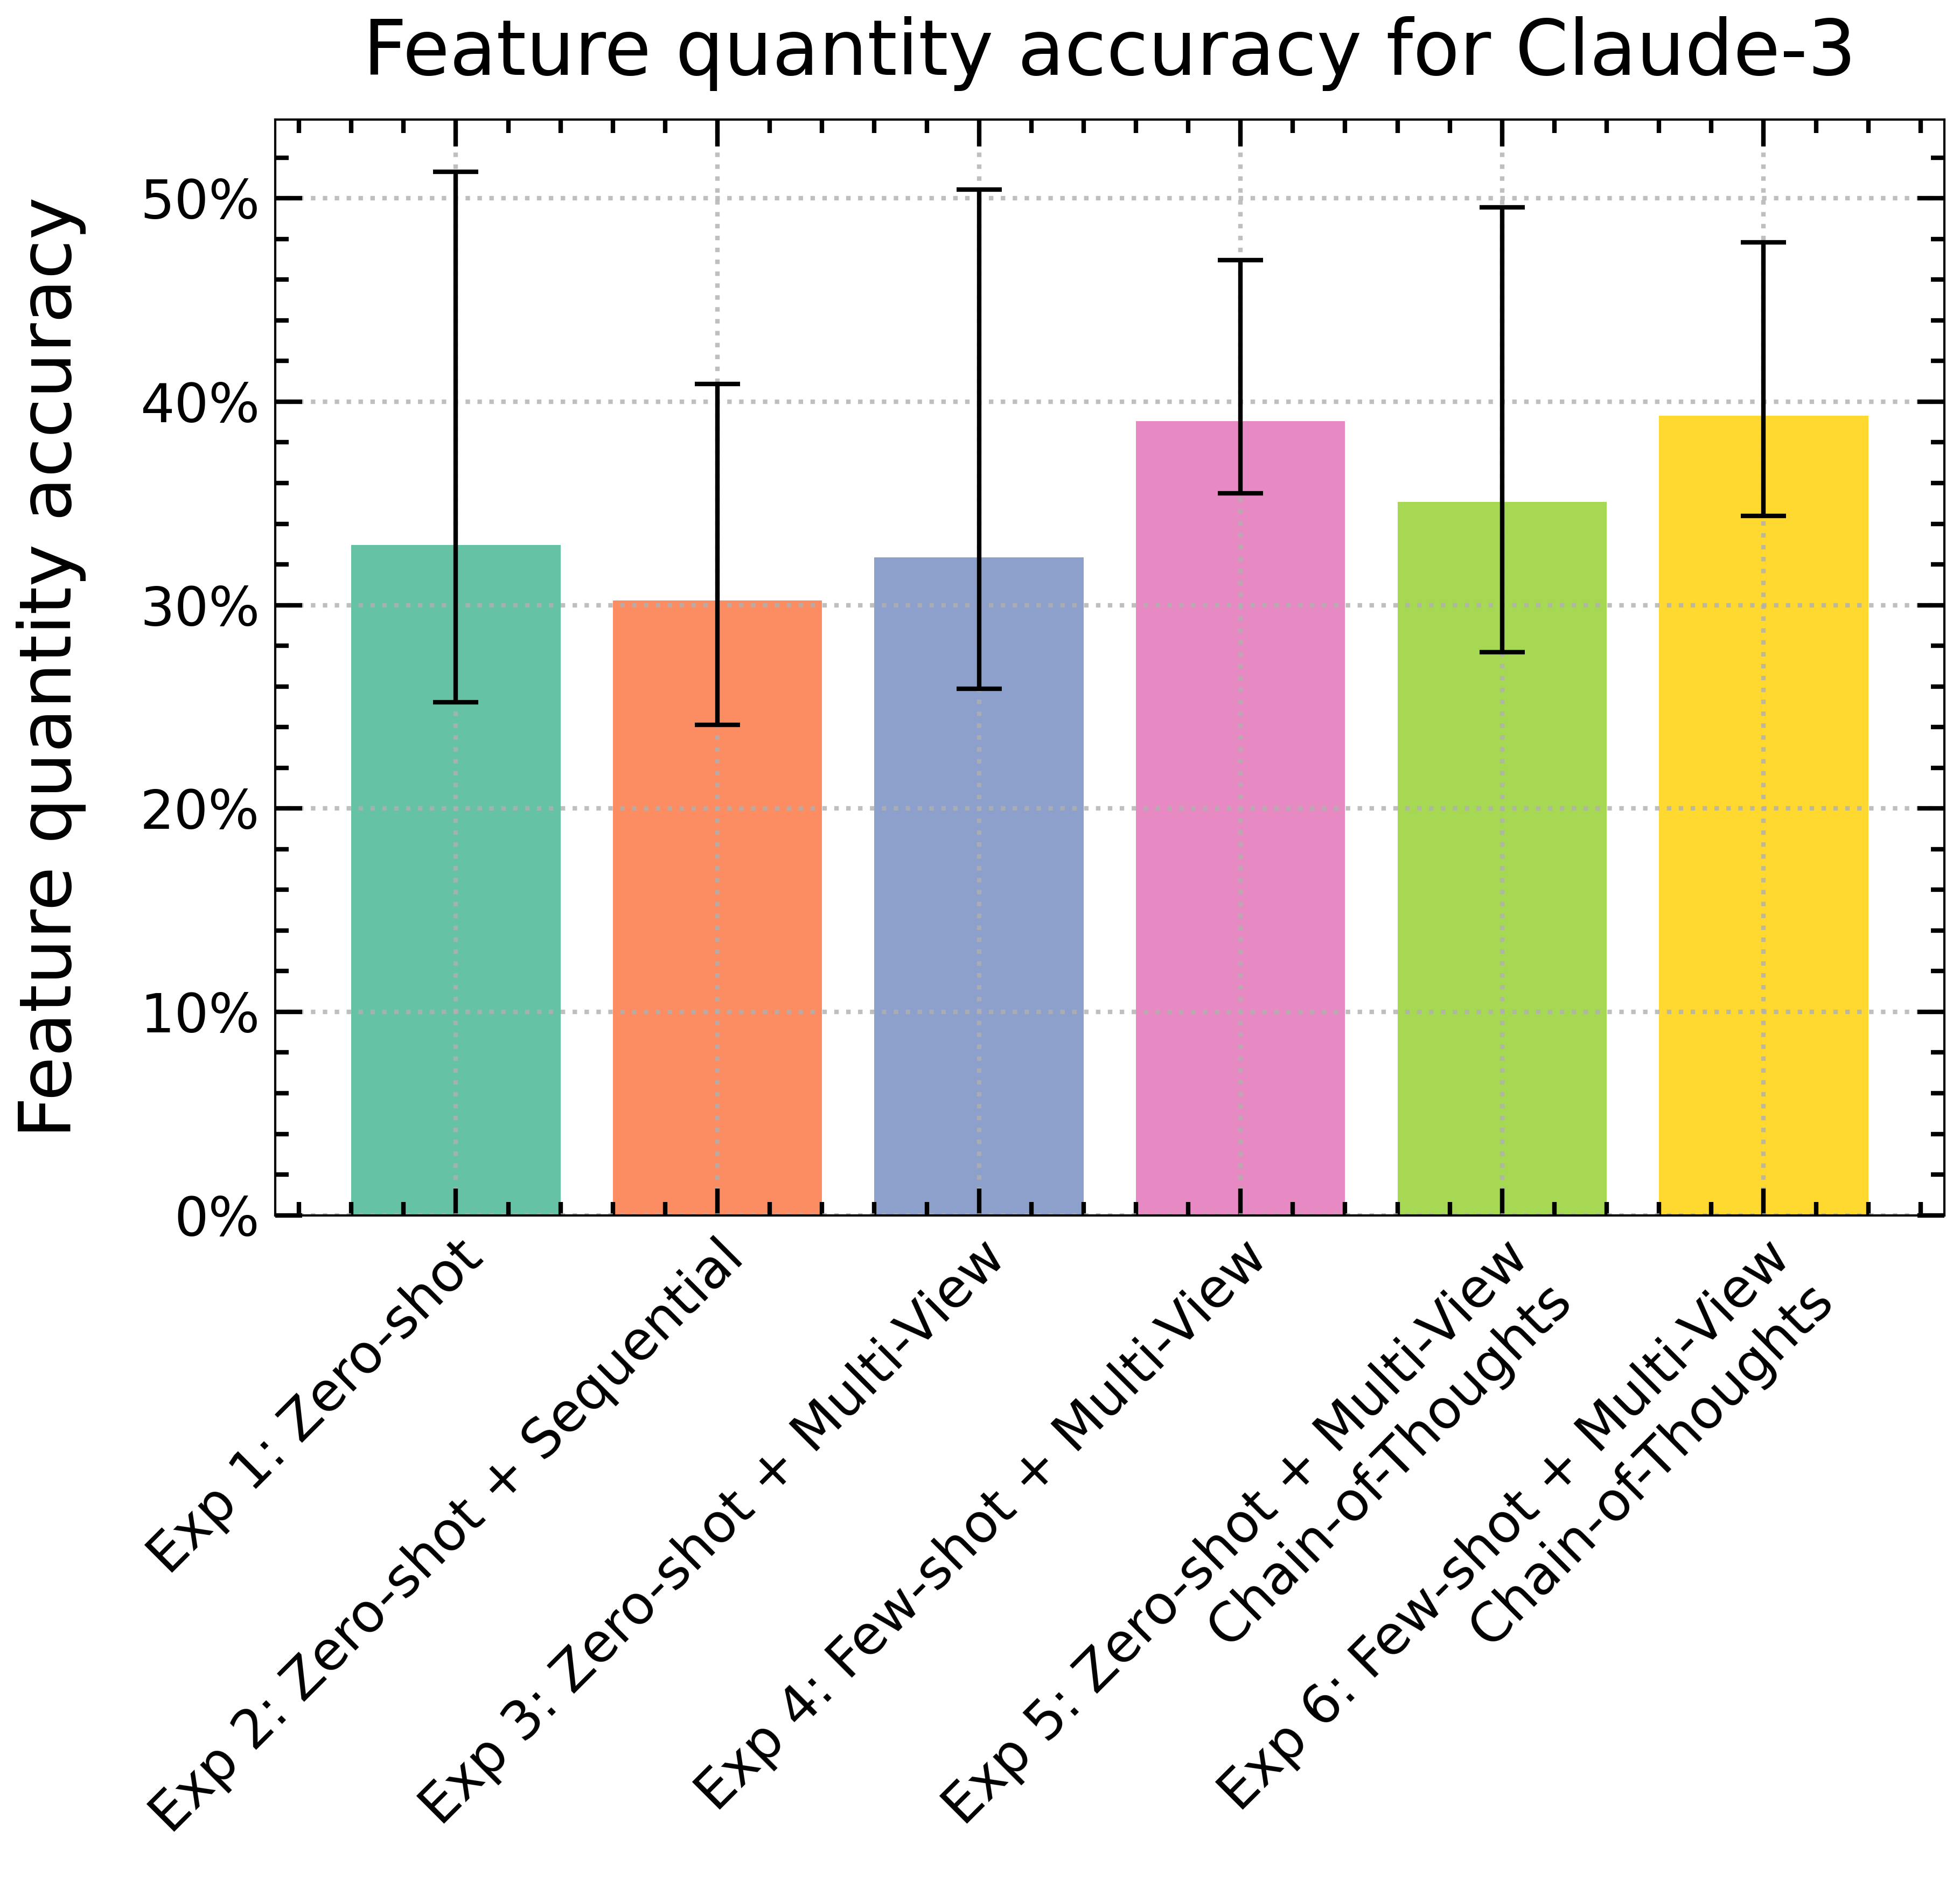 Feature quantity accuracy for Claude-3
Feature quantity accuracy
50%
40%
30%
20%
10%
0%
Exp 1: Zero-shot
Exp 2: Zero-shot + Sequential
Exp 3: Zero-shot + Multi-View
Exp 4: Few-shot + Multi-View
Exp 5: Zero-shot + Multi-View
Chain-of-Thoughts
Exp 6: Few-shot + Multi-View
Chain-of-Thoughts